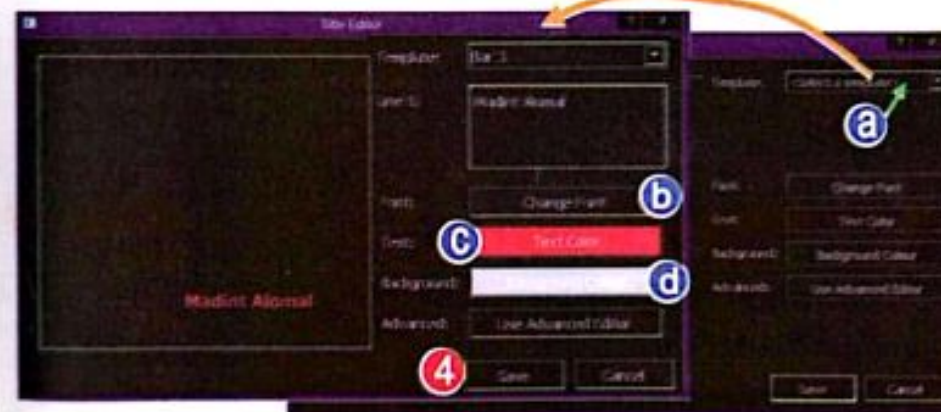 Title Editor
Template: Bar 1
Line 1: Madint Alomal
Font: Change Font
b
Text: Text Color
c
Background:
d
Advanced: Use Advanced Editor
Madint Alomal
4
Save Cancel
Template: <Select a template>
a
Font: Change Font
Text: Text Color
Background: Background Colour
Advanced: Use Advanced Editor
Save Cancel